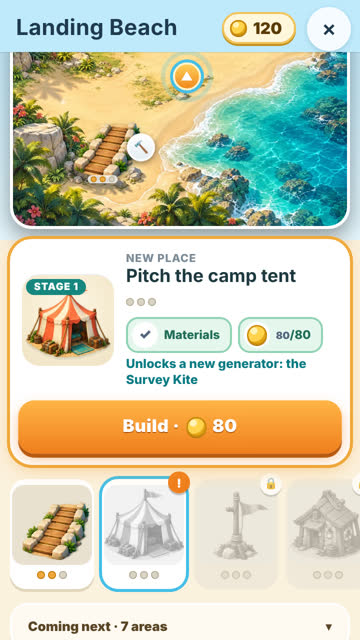 Landing Beach
120
×
NEW PLACE
Pitch the camp tent
STAGE 1
✓ Materials
80/80
Unlocks a new generator: the
Survey Kite
Build · 80
!
Coming next · 7 areas ▾